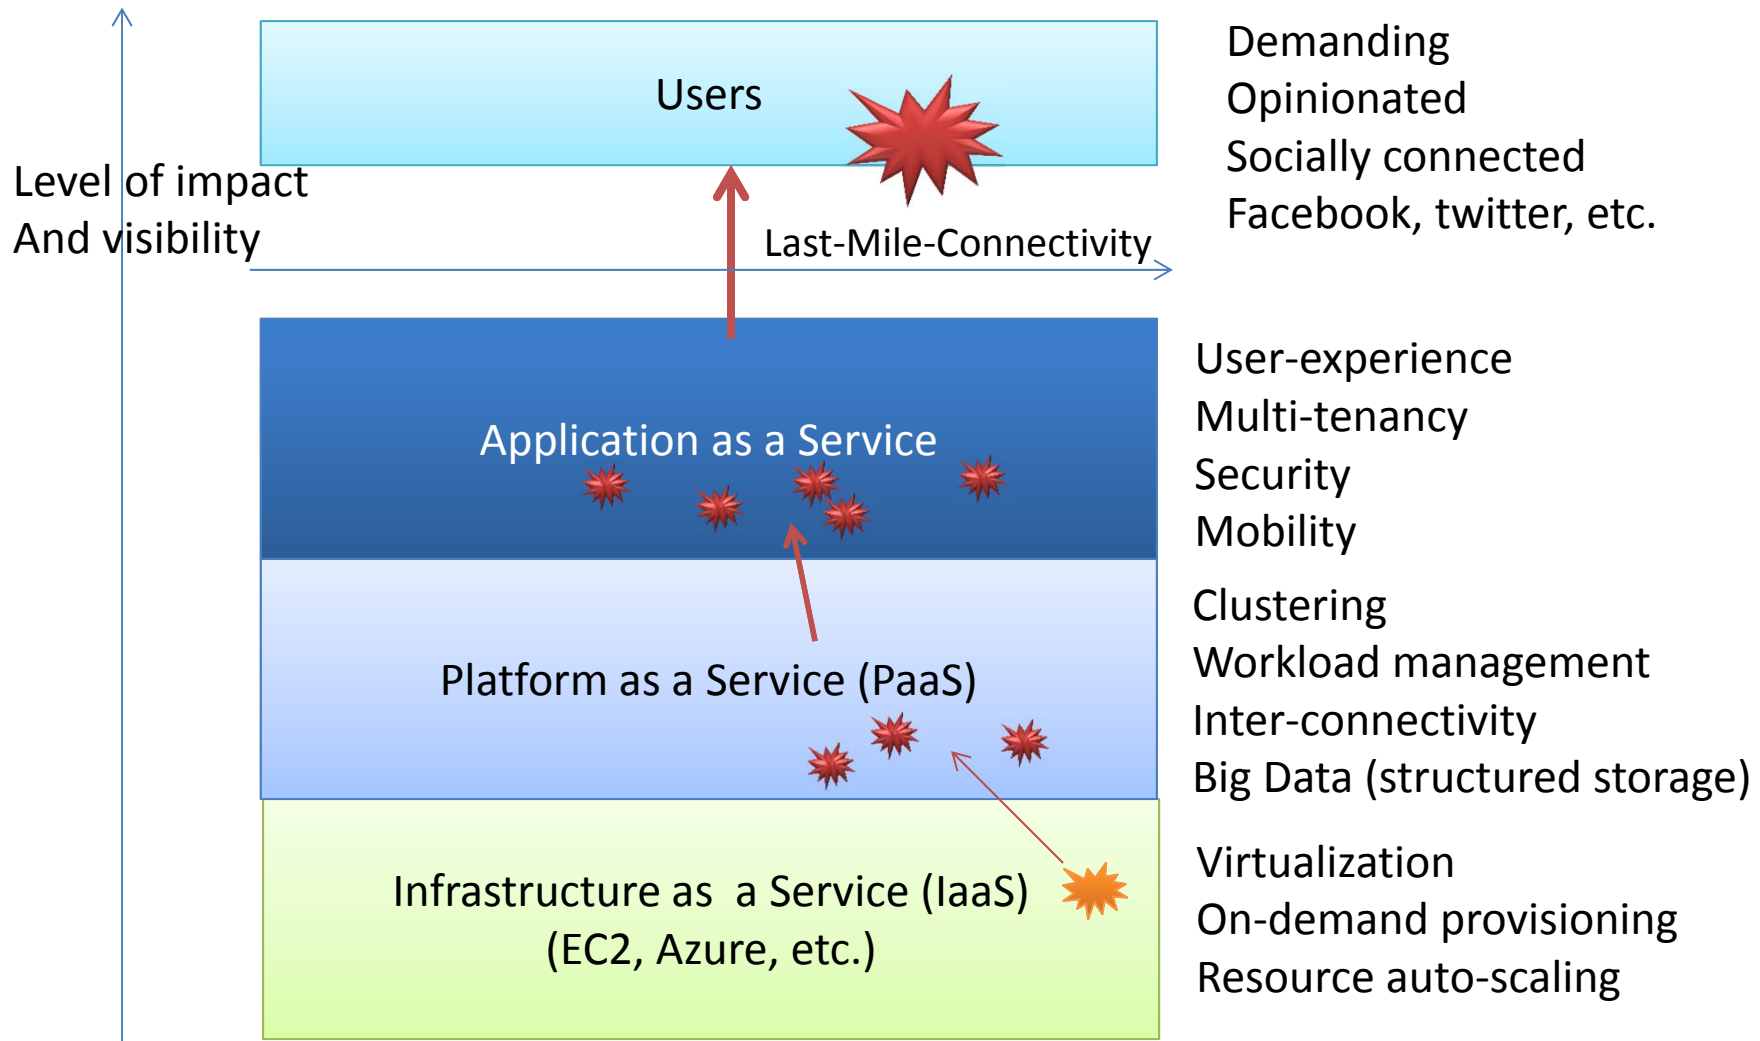 Users
Demanding
Opinionated
Socially connected
Facebook, twitter, etc.
Level of impact
And visibility
Last-Mile-Connectivity
Application as a Service
User-experience
Multi-tenancy
Security
Mobility
Platform as a Service (PaaS)
Clustering
Workload management
Inter-connectivity
Big Data (structured storage)
Infrastructure as  a Service (IaaS)
(EC2, Azure, etc.)
Virtualization
On-demand provisioning
Resource auto-scaling